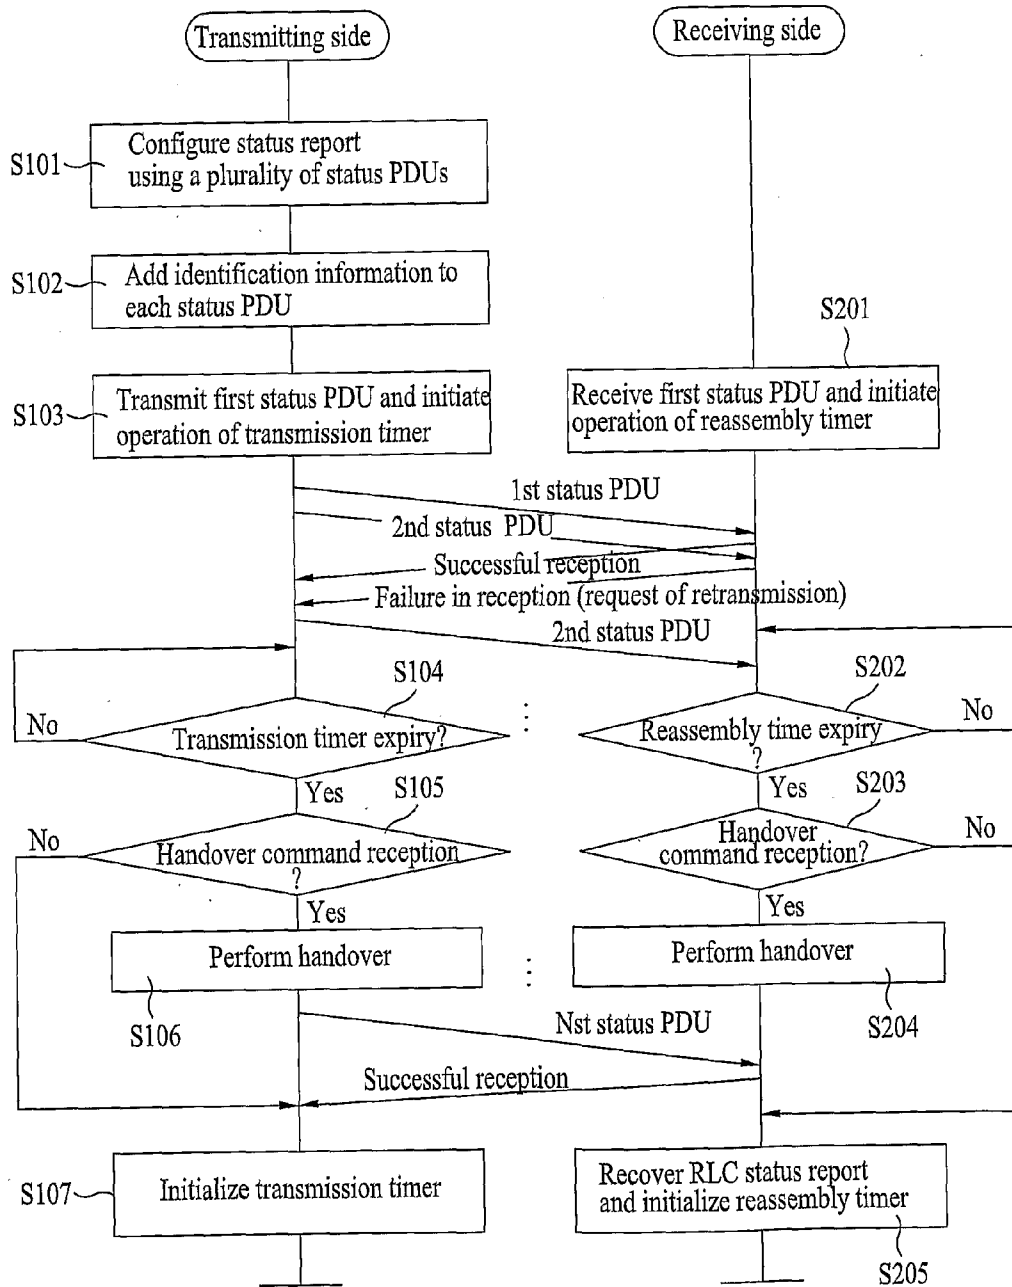 Transmitting side
Receiving side
S101
Configure status report
using a plurality of status PDUs
S102
Add identification information to
each status PDU
S201
S103
Transmit first status PDU and initiate
operation of transmission timer
Receive first status PDU and initiate
operation of reassembly timer
1st status PDU
2nd status PDU
Successful reception
Failure in reception (request of retransmission)
2nd status PDU
S104
S202
No
Transmission timer expiry?
Reassembly time expiry
?
No
Yes
Yes
S105
S203
No
Handover command reception
?
Handover
command reception?
No
Yes
Yes
Perform handover
Perform handover
S106
S204
Nst status PDU
Successful reception
S107
Initialize transmission timer
Recover RLC status report
and initialize reassembly timer
S205